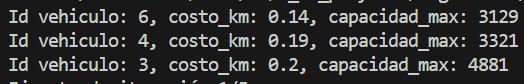 Id vehiculo: 6, costo_km: 0.14, capacidad_max: 3129
Id vehiculo: 4, costo_km: 0.19, capacidad_max: 3321
Id vehiculo: 3, costo_km: 0.2, capacidad_max: 4881